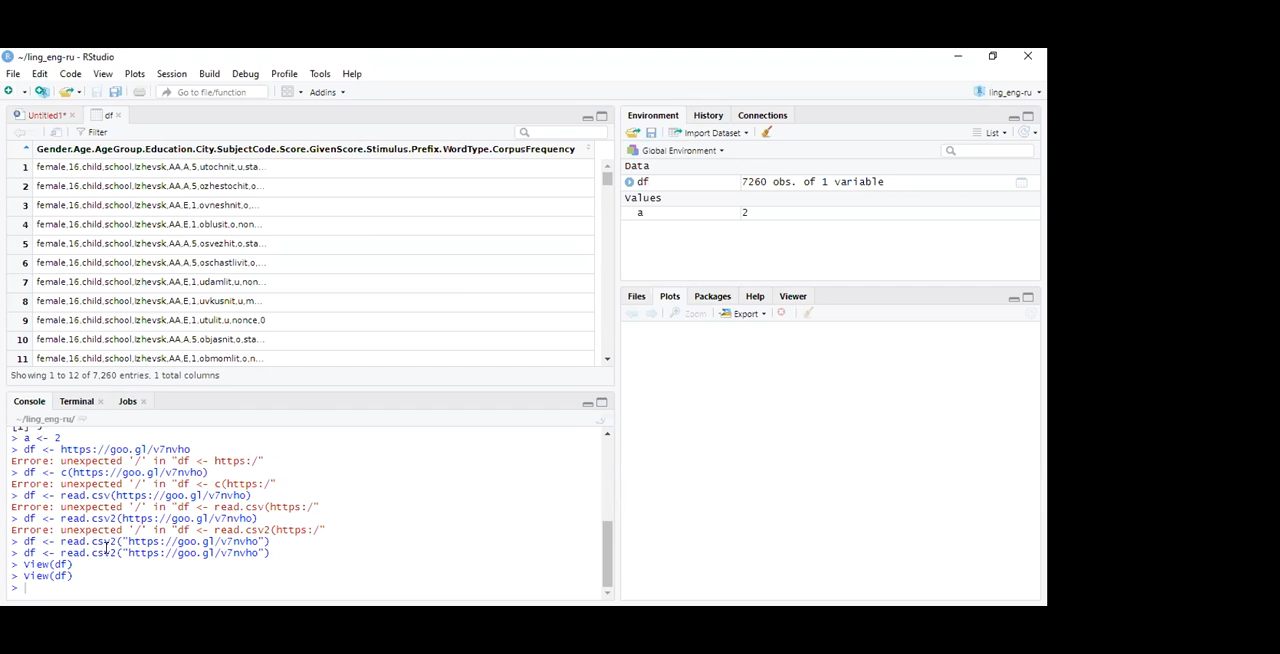 ~/ling_eng-ru - RStudio
File Edit Code View Plots Session Build Debug Profile Tools Help
Go to file/function Addins ling_eng-ru
Untitled1* df
Filter
Gender.Age.AgeGroup.Education.City.SubjectCode.Score.GivenScore.Stimulus.Prefix.WordType.CorpusFrequency
1 female,16,child,school,Izhevsk,AA,A,5,utochnit,u,sta...
2 female,16,child,school,Izhevsk,AA,A,5,ozhestochit,o...
3 female,16,child,school,Izhevsk,AA,E,1,ovneshnit,o,...
4 female,16,child,school,Izhevsk,AA,E,1,oblusit,o,non...
5 female,16,child,school,Izhevsk,AA,A,5,osvezhit,o,sta...
6 female,16,child,school,Izhevsk,AA,A,5,oschastlivit,o,...
7 female,16,child,school,Izhevsk,AA,E,1,udamlit,u,non...
8 female,16,child,school,Izhevsk,AA,E,1,uvkusnit,u,m...
9 female,16,child,school,Izhevsk,AA,E,1,utulit,u,nonce,0
10 female,16,child,school,Izhevsk,AA,A,5,objasnit,o,sta...
11 female,16,child,school,Izhevsk,AA,E,1,obmomlit,o,n...
Showing 1 to 12 of 7,260 entries, 1 total columns
Console Terminal Jobs
~/ling_eng-ru/
> a <- 2
> df <- https://goo.gl/v7nvho
Errore: unexpected '/' in "df <- https:/"
> df <- c(https://goo.gl/v7nvho)
Errore: unexpected '/' in "df <- c(https:/"
> df <- read.csv(https://goo.gl/v7nvho)
Errore: unexpected '/' in "df <- read.csv(https:/"
> df <- read.csv2(https://goo.gl/v7nvho)
Errore: unexpected '/' in "df <- read.csv2(https:/"
> df <- read.csv2("https://goo.gl/v7nvho")
> df <- read.csv2("https://goo.gl/v7nvho")
> View(df)
> View(df)
>
Environment History Connections
Import Dataset List
Global Environment
Data
df 7260 obs. of 1 variable
Values
a 2
Files Plots Packages Help Viewer
Zoom Export